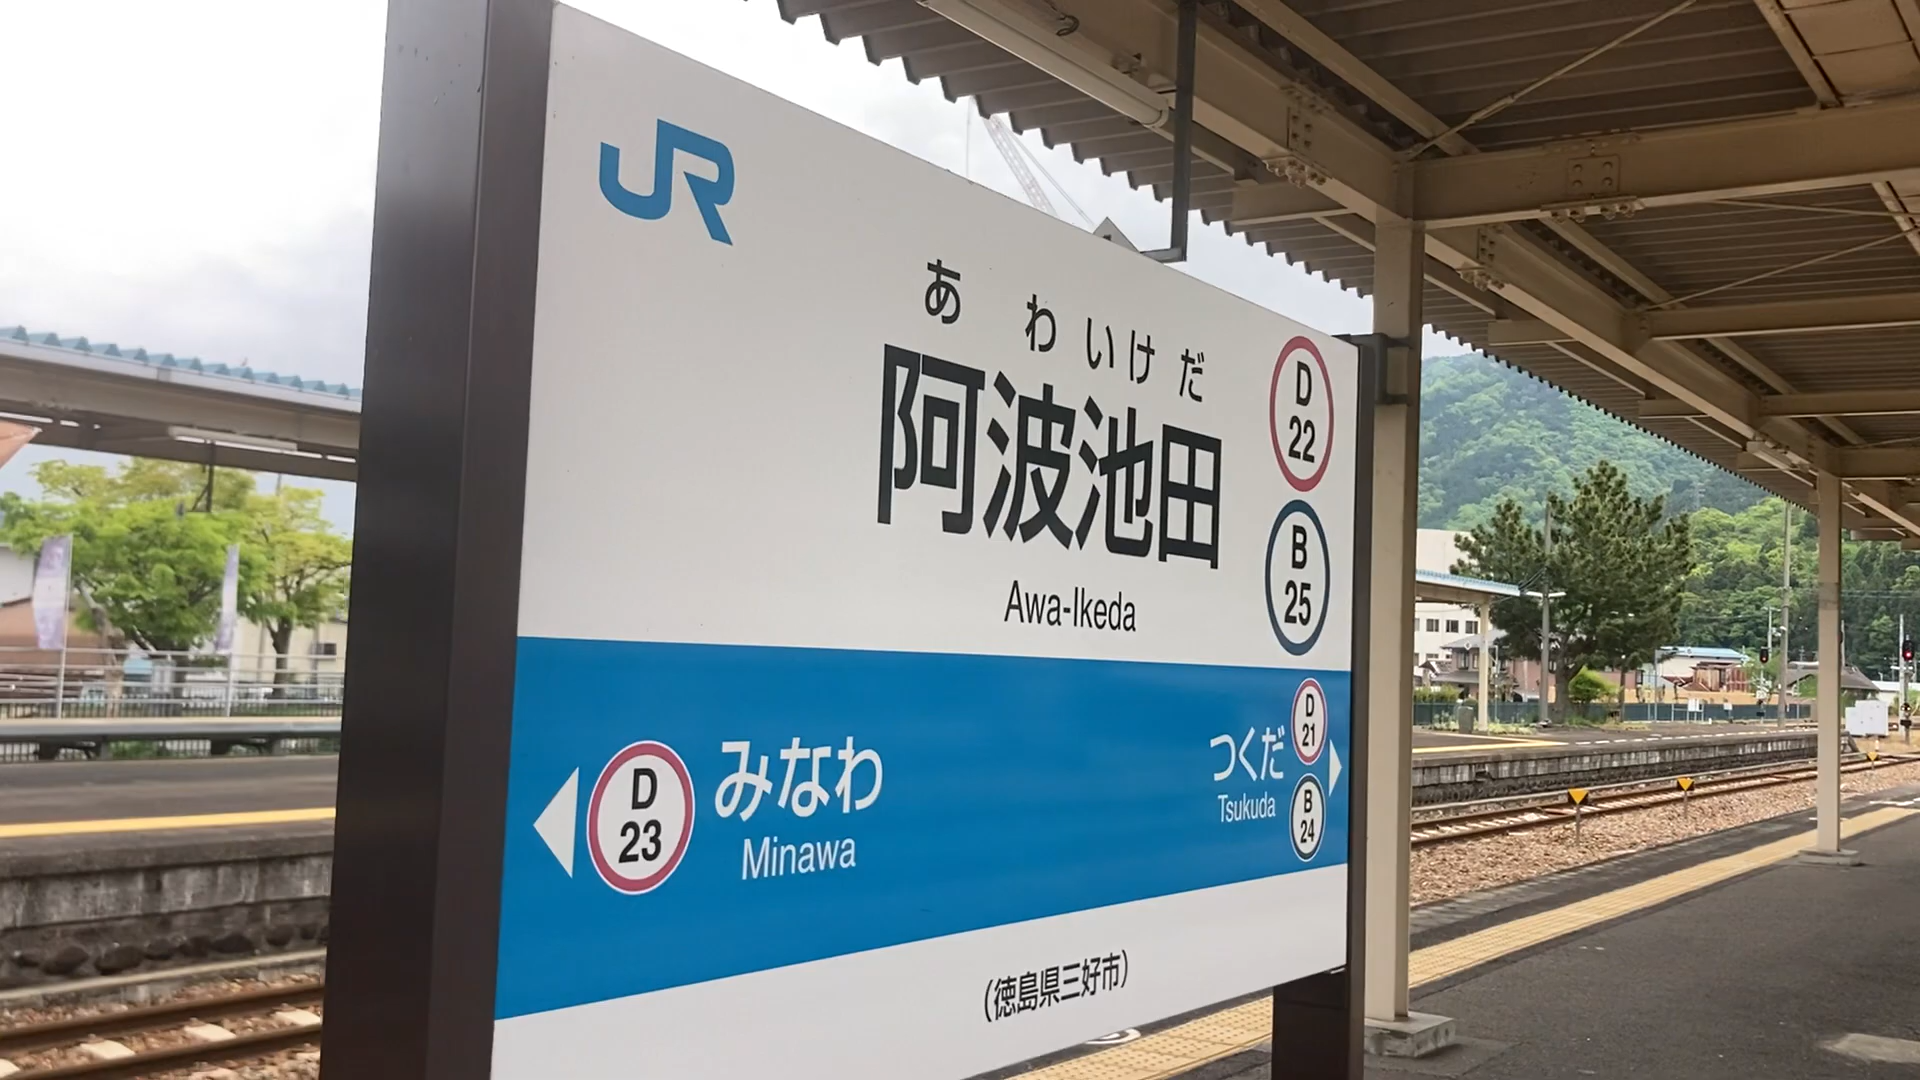 JR
あわいけだ
阿波池田
Awa-Ikeda
D
22
B
25
D
23
みなわ
Minawa
つくだ
Tsukuda
D
21
B
24
(徳島県三好市)